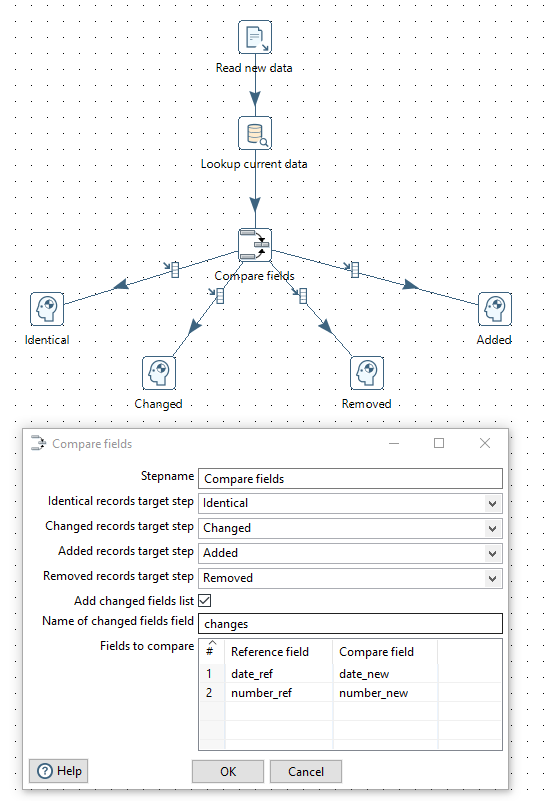 Read new data
Lookup current data
Compare fields
Identical
Added
Changed
Removed
Compare fields
Stepname Compare fields
Identical records target step Identical
Changed records target step Changed
Added records target step Added
Removed records target step Removed
Add changed fields list
Name of changed fields field changes
Fields to compare # Reference field Compare field
1 date_ref date_new
2 number_ref number_new
? Help OK Cancel